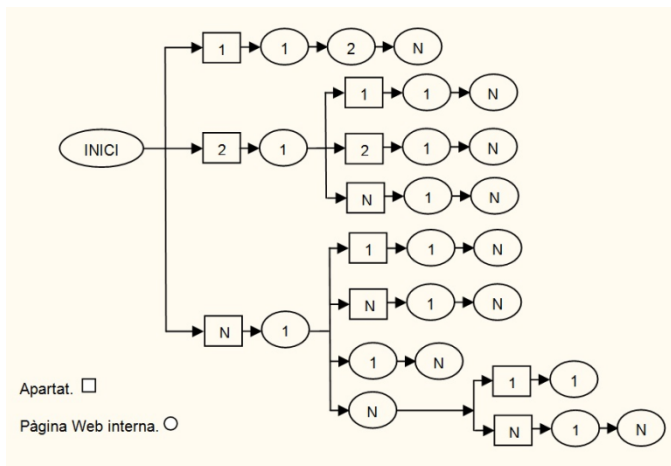 1 1 2 N
1 1 N
INICI 2 1 2 1 N
N 1 N
1 1 N
N 1 N
N 1
1 N
1 1
N
N 1 N
Apartat.
Pàgina Web interna.